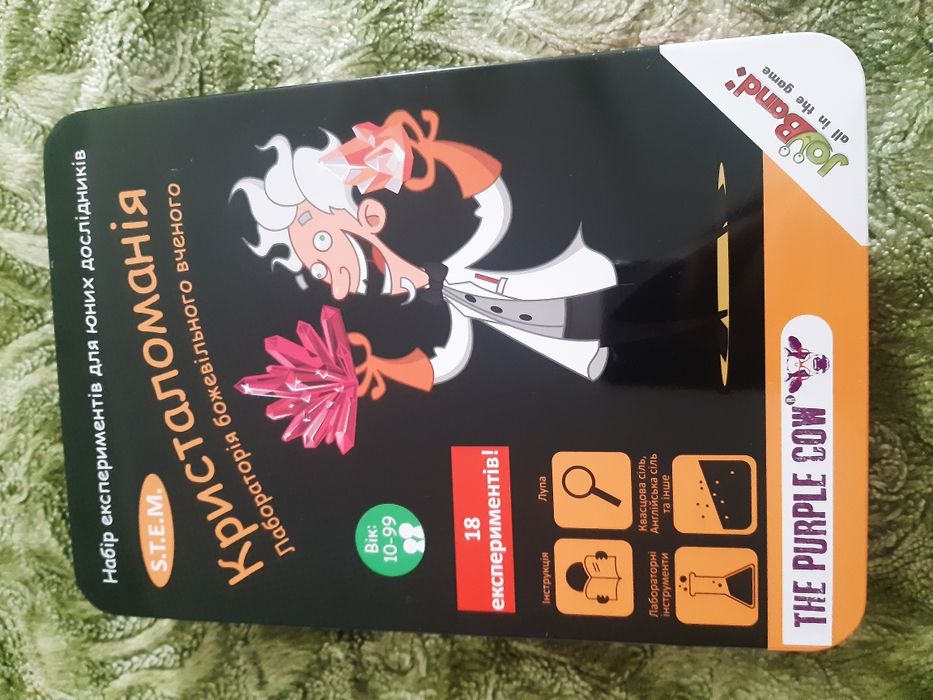 Набір експериментів для юних дослідників
S.T.E.M.
Кристаломанія
Лабораторія божевільного вченого
JoyBand
all in the game
Вік:
10-99
18
експериментів!
Інструкція
Лупа
Лабораторні
інструменти
Квасцова сіль,
Англійська сіль
та інше
THE PURPLE COW®